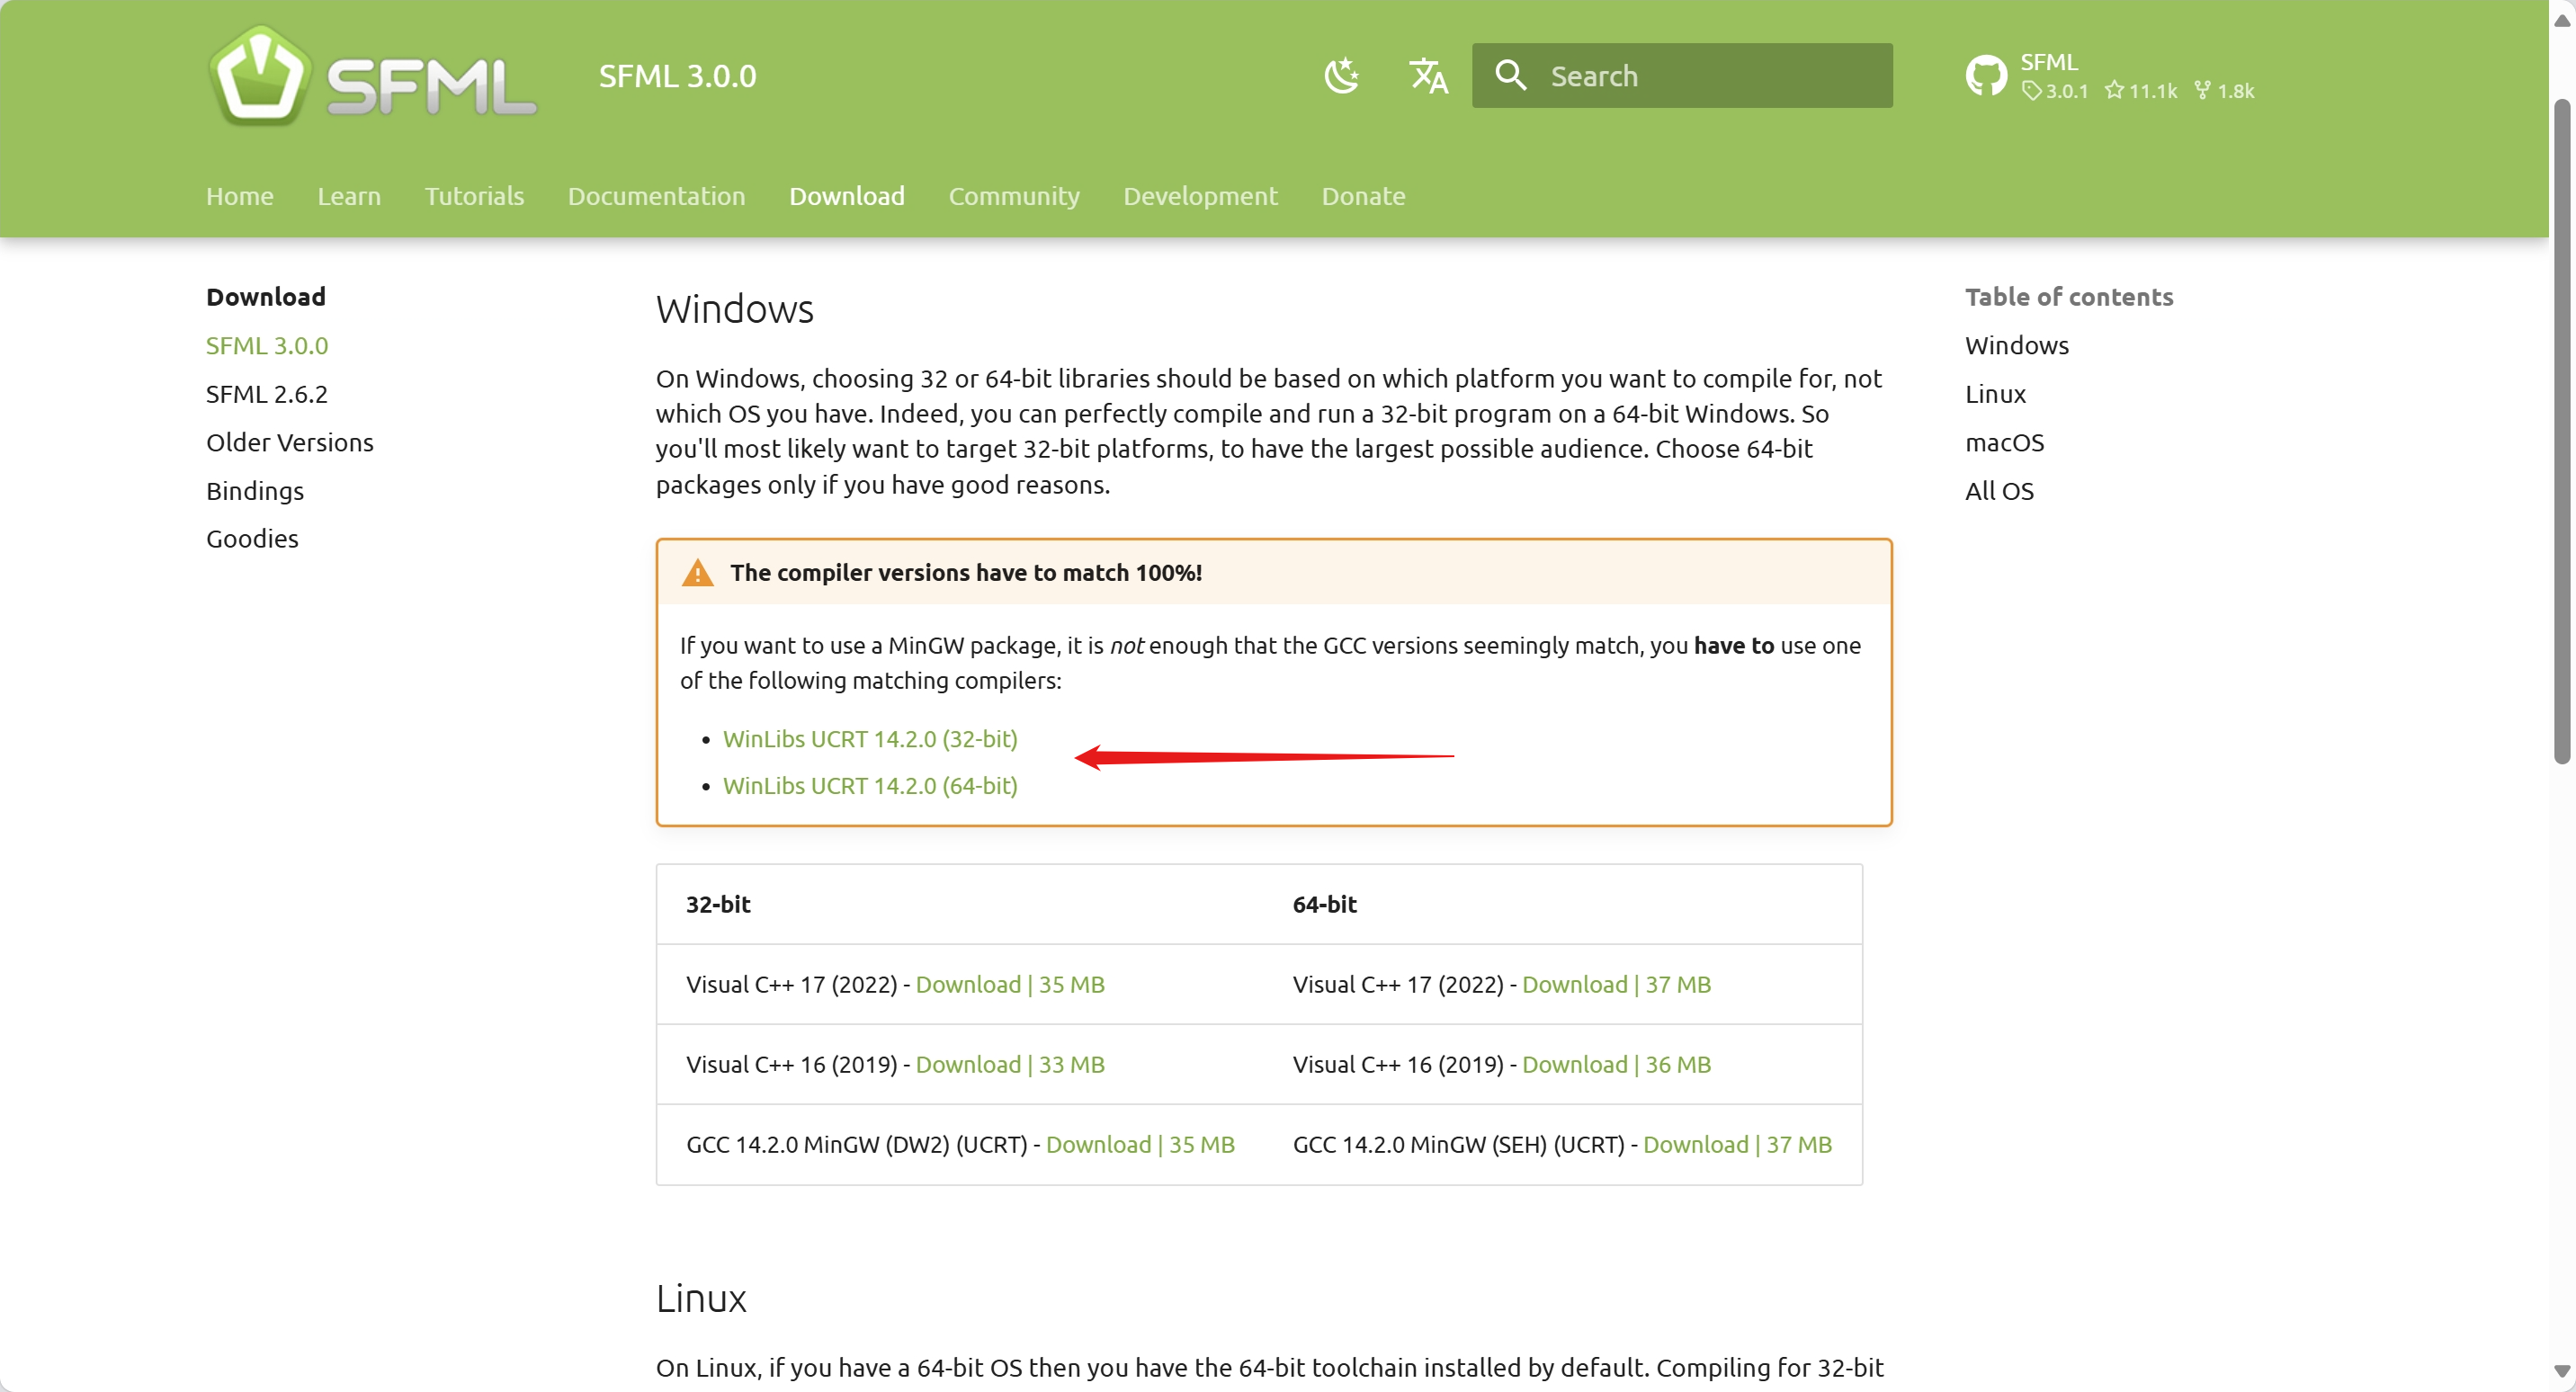 SFML
SFML 3.0.0
Search
SFML
3.0.1 11.1k 1.8k
Home Learn Tutorials Documentation Download Community Development Donate
Download
SFML 3.0.0
SFML 2.6.2
Older Versions
Bindings
Goodies
Windows
On Windows, choosing 32 or 64-bit libraries should be based on which platform you want to compile for, not
which OS you have. Indeed, you can perfectly compile and run a 32-bit program on a 64-bit Windows. So
you'll most likely want to target 32-bit platforms, to have the largest possible audience. Choose 64-bit
packages only if you have good reasons.
The compiler versions have to match 100%!
If you want to use a MinGW package, it is not enough that the GCC versions seemingly match, you have to use one
of the following matching compilers:
• WinLibs UCRT 14.2.0 (32-bit)
• WinLibs UCRT 14.2.0 (64-bit)
32-bit 64-bit
Visual C++ 17 (2022) - Download | 35 MB Visual C++ 17 (2022) - Download | 37 MB
Visual C++ 16 (2019) - Download | 33 MB Visual C++ 16 (2019) - Download | 36 MB
GCC 14.2.0 MinGW (DW2) (UCRT) - Download | 35 MB GCC 14.2.0 MinGW (SEH) (UCRT) - Download | 37 MB
Linux
On Linux, if you have a 64-bit OS then you have the 64-bit toolchain installed by default. Compiling for 32-bit
Table of contents
Windows
Linux
macOS
All OS